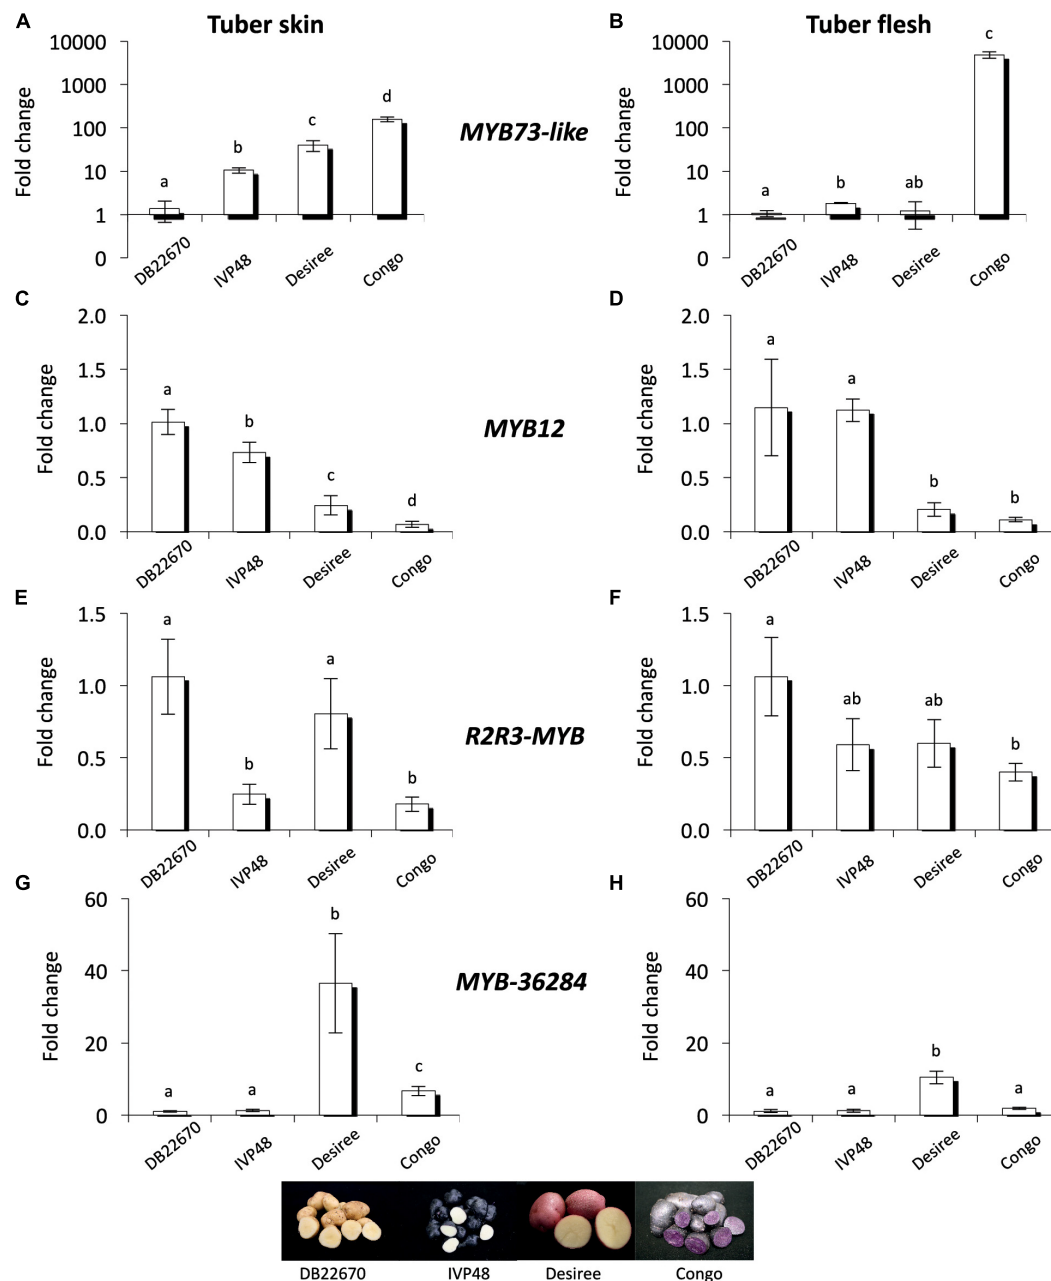 A
Tuber skin
B
Tuber flesh
Fold change
10000
1000
100
10
1
0
a
b
c
d
DB22670
IVP48
Desiree
Congo
MYB73-like
Fold change
10000
1000
100
10
1
0
a
b
ab
c
DB22670
IVP48
Desiree
Congo
C
Fold change
2.0
1.5
1.0
0.5
0.0
a
b
c
d
DB22670
IVP48
Desiree
Congo
MYB12
D
Fold change
2.0
1.5
1.0
0.5
0.0
a
a
b
b
DB22670
IVP48
Desiree
Congo
E
Fold change
1.5
1.0
0.5
0.0
a
b
a
b
DB22670
IVP48
Desiree
Congo
R2R3-MYB
F
Fold change
1.5
1.0
0.5
0.0
a
ab
ab
b
DB22670
IVP48
Desiree
Congo
G
Fold change
60
40
20
0
a
a
b
c
DB22670
IVP48
Desiree
Congo
MYB-36284
H
Fold change
60
40
20
0
a
a
b
a
DB22670
IVP48
Desiree
Congo
DB22670
IVP48
Desiree
Congo